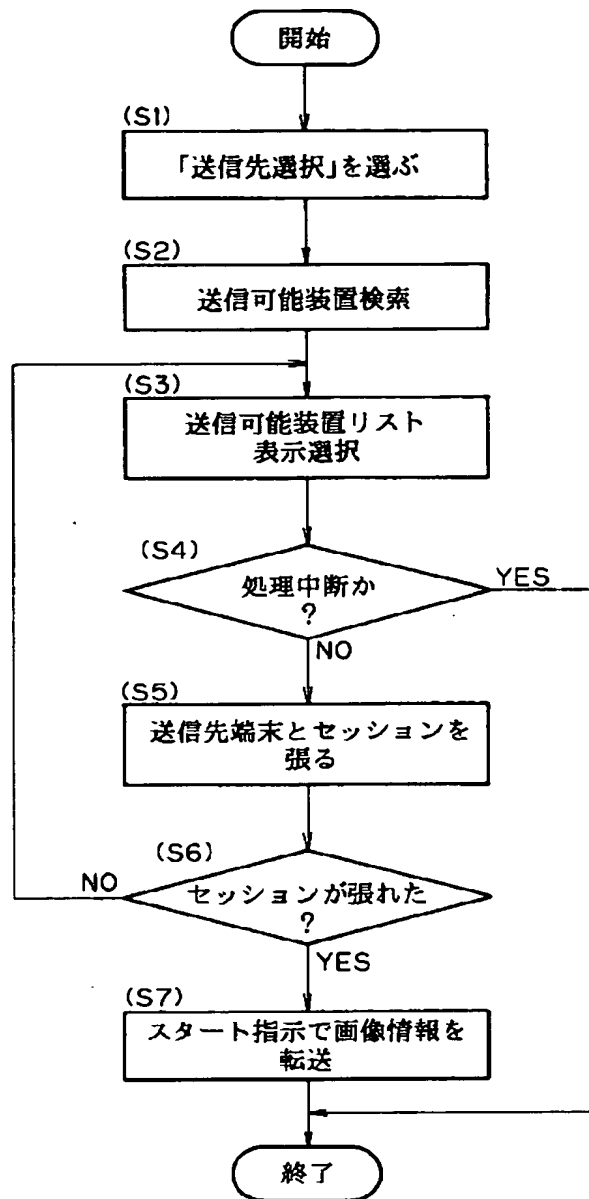 開始
(S1)
「送信先選択」を選ぶ
(S2)
送信可能装置検索
(S3)
送信可能装置リスト
表示選択
(S4)
処理中断か
?
YES
NO
(S5)
送信先端末とセッションを
張る
(S6)
セッションが張れた
?
NO
YES
(S7)
スタート指示で画像情報を
転送
終了